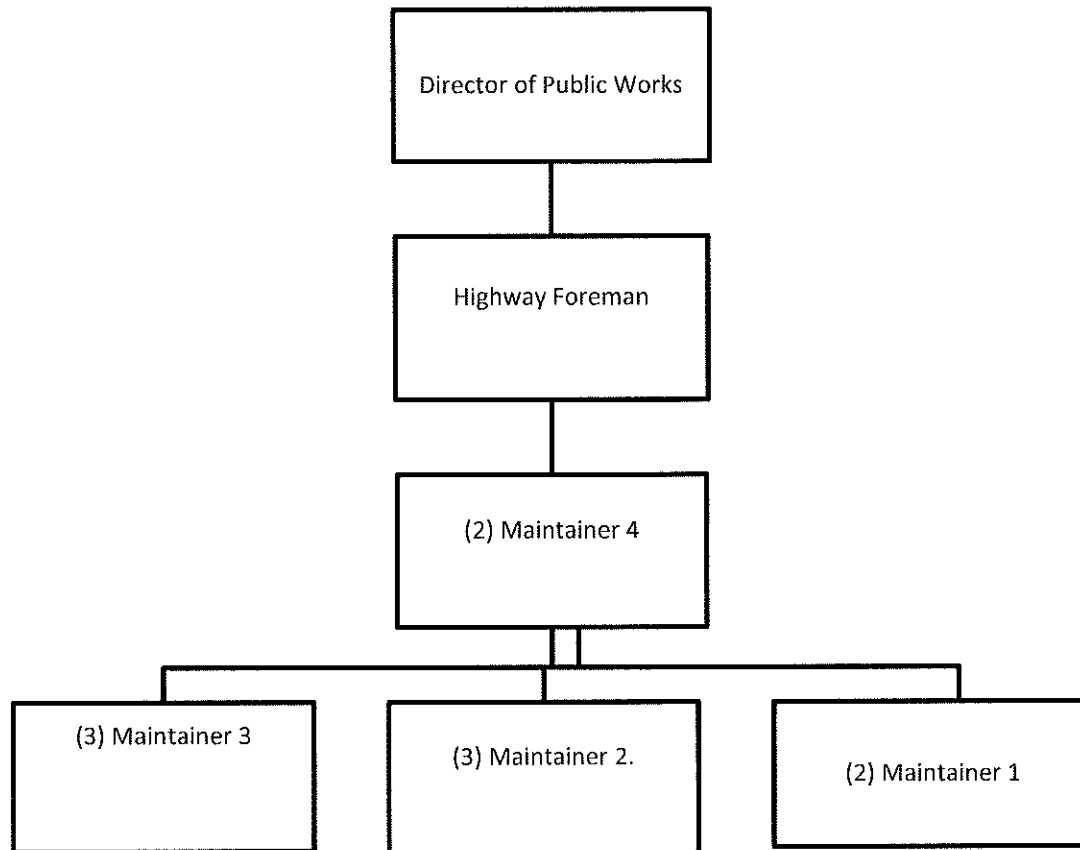 Director of Public Works
Highway Foreman
(2) Maintainer 4
(3) Maintainer 3
(3) Maintainer 2.
(2) Maintainer 1